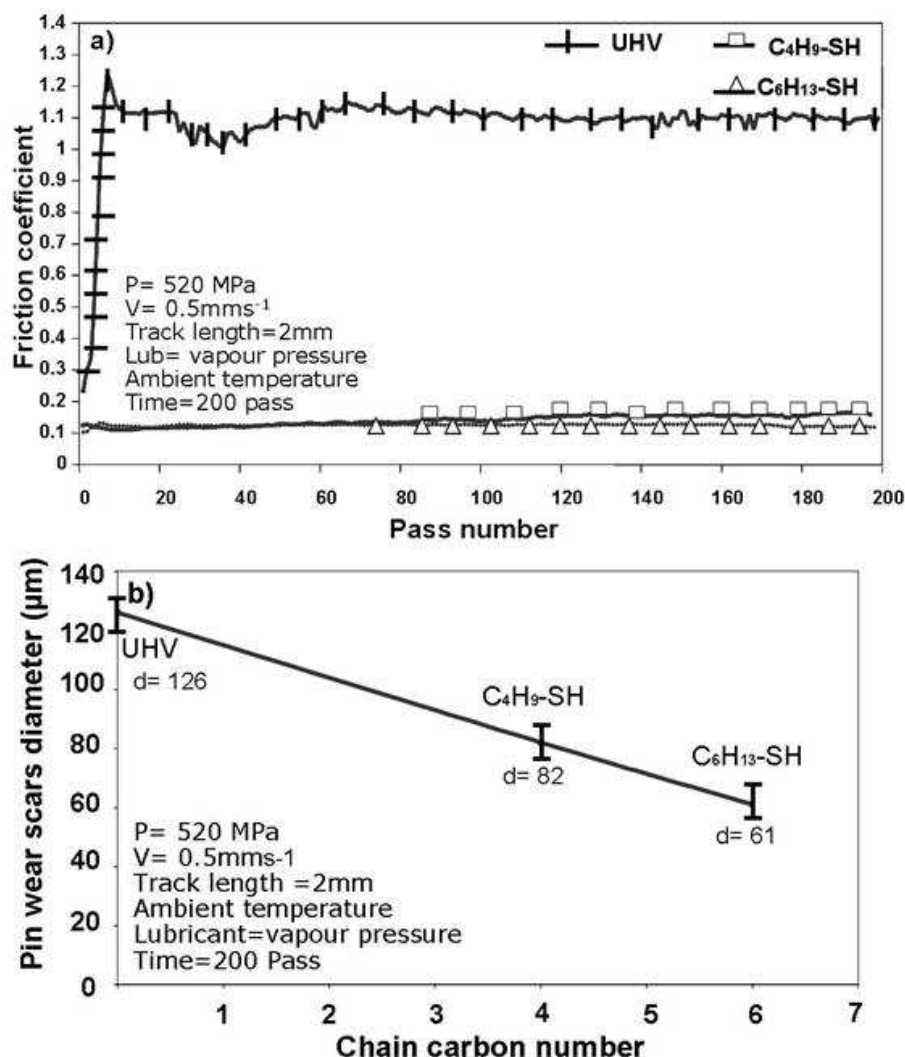 a)
UHV
C₄H₉-SH
C₆H₁₃-SH
1.4
1.3
1.2
1.1
1
0.9
0.8
0.7
0.6
0.5
0.4
0.3
0.2
0.1
0
Friction coefficient
P= 520 MPa
V= 0.5mms⁻¹
Track length=2mm
Lub= vapour pressure
Ambient temperature
Time=200 pass
0 20 40 60 80 100 120 140 160 180 200
Pass number
b)
140
120
100
80
60
40
20
0
Pin wear scars diameter (µm)
UHV
d= 126
C₄H₉-SH
d= 82
C₆H₁₃-SH
d= 61
P= 520 MPa
V= 0.5mms-1
Track length =2mm
Ambient temperature
Lubricant=vapour pressure
Time=200 Pass
1 2 3 4 5 6 7
Chain carbon number